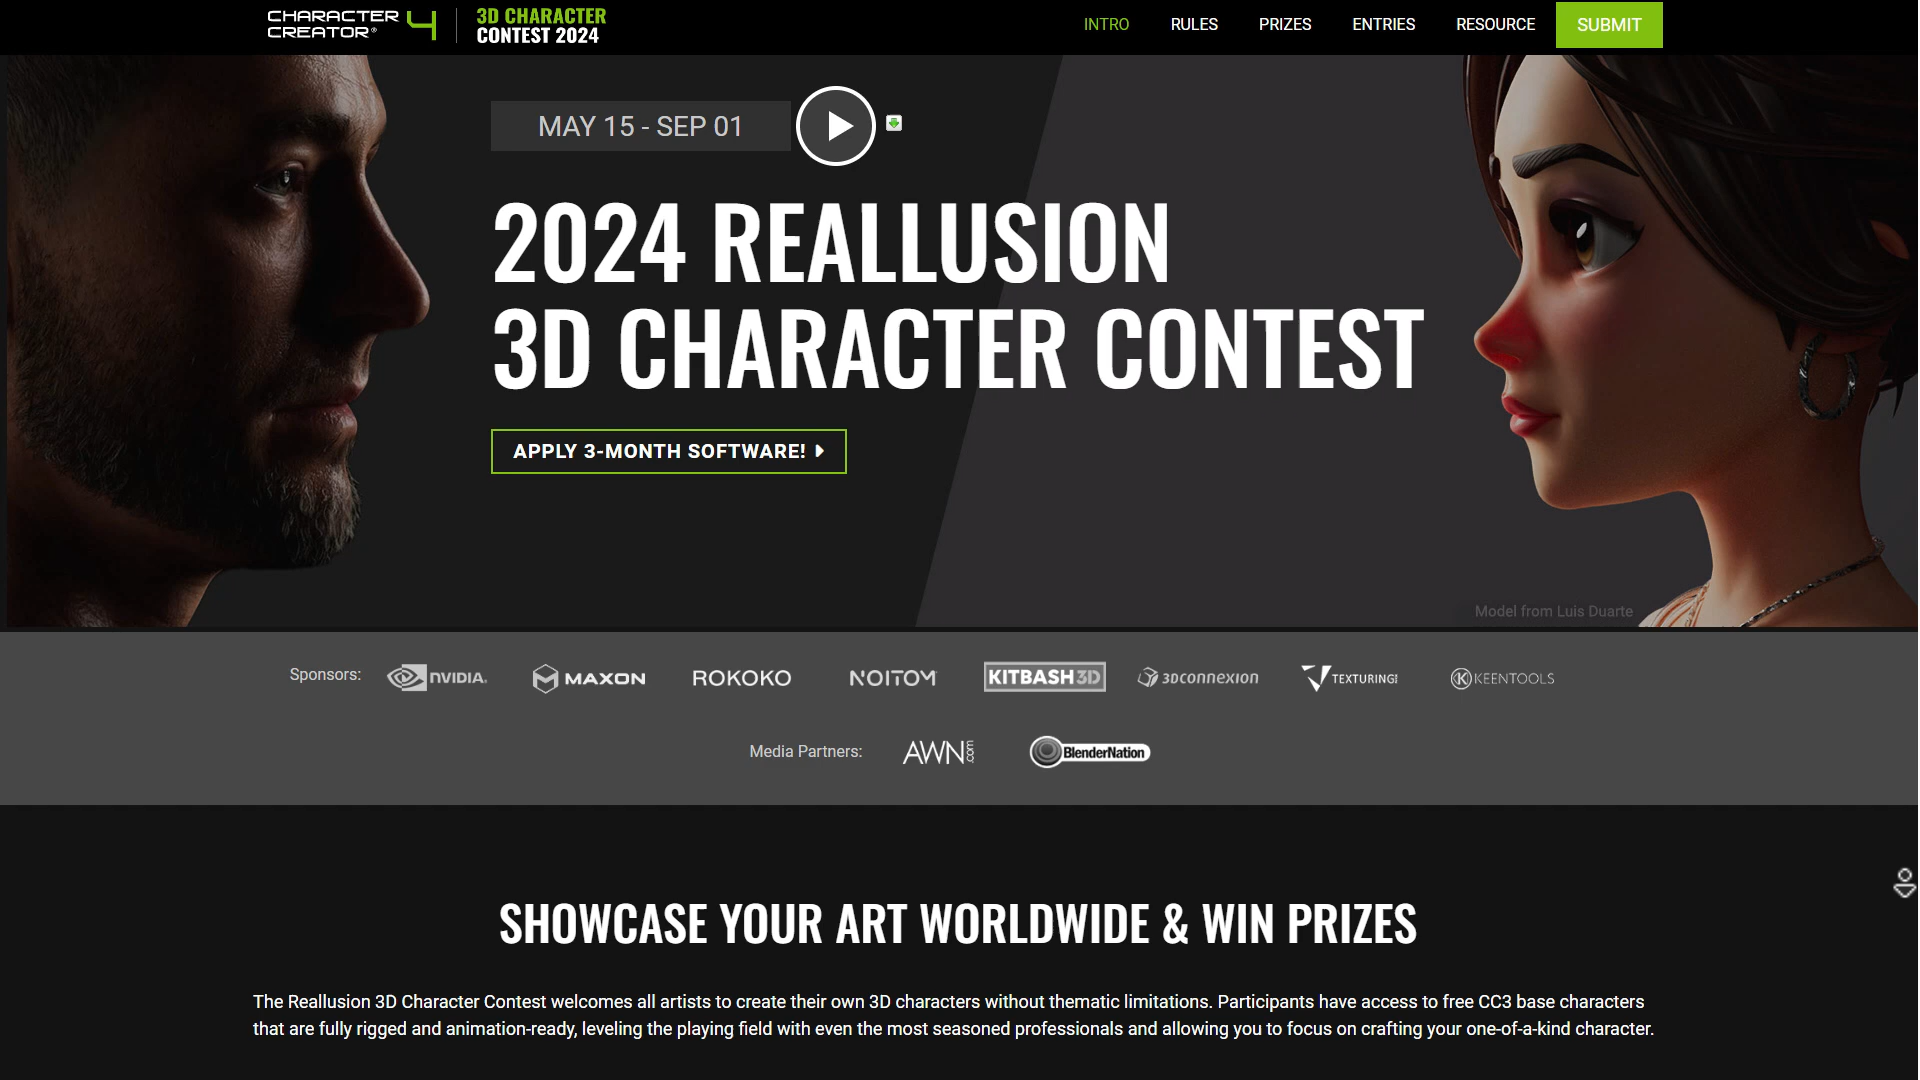 CHARACTER CREATOR® 4
3D CHARACTER
CONTEST 2024
INTRO
RULES
PRIZES
ENTRIES
RESOURCE
SUBMIT
MAY 15 - SEP 01
2024 REALLUSION
3D CHARACTER CONTEST
APPLY 3-MONTH SOFTWARE!
Model from Luis Duarte
Sponsors:
NVIDIA.
MAXON
ROKOKO
NOITOM
KITBASH3D
3DCONNEXION
TEXTURING
KEENTOOLS
Media Partners:
AWN.com
BlenderNation
SHOWCASE YOUR ART WORLDWIDE & WIN PRIZES
The Reallusion 3D Character Contest welcomes all artists to create their own 3D characters without thematic limitations. Participants have access to free CC3 base characters
that are fully rigged and animation-ready, leveling the playing field with even the most seasoned professionals and allowing you to focus on crafting your one-of-a-kind character.